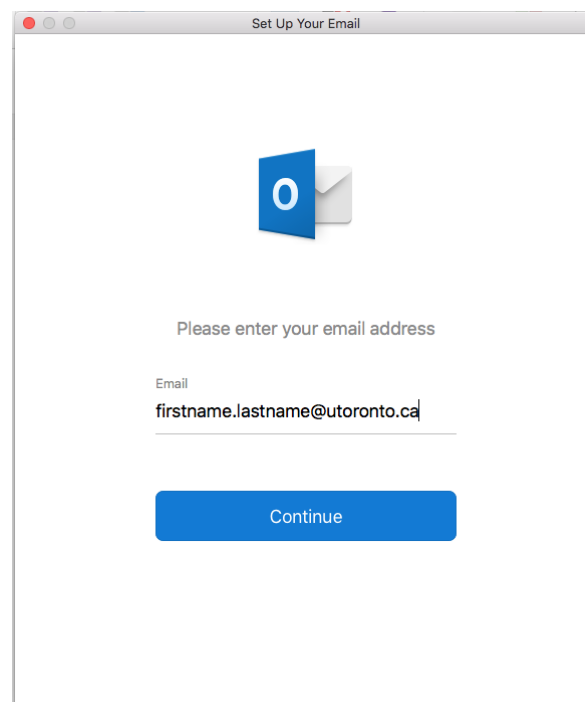 Set Up Your Email
O
Please enter your email address
Email
firstname.lastname@utoronto.ca
Continue